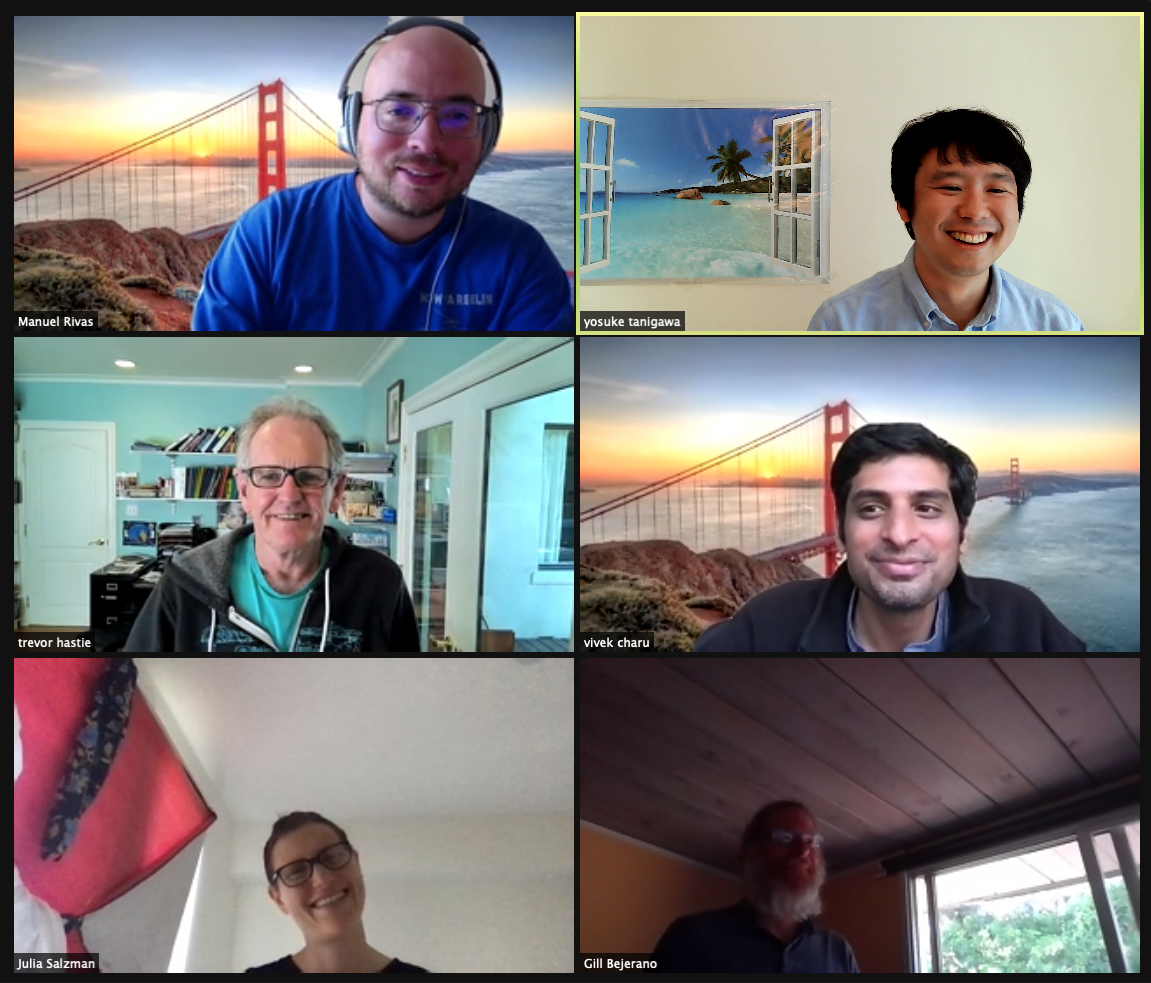 Manuel Rivas
yosuke tanigawa
trevor hastie
vivek charu
Julia Salzman
Gill Bejerano